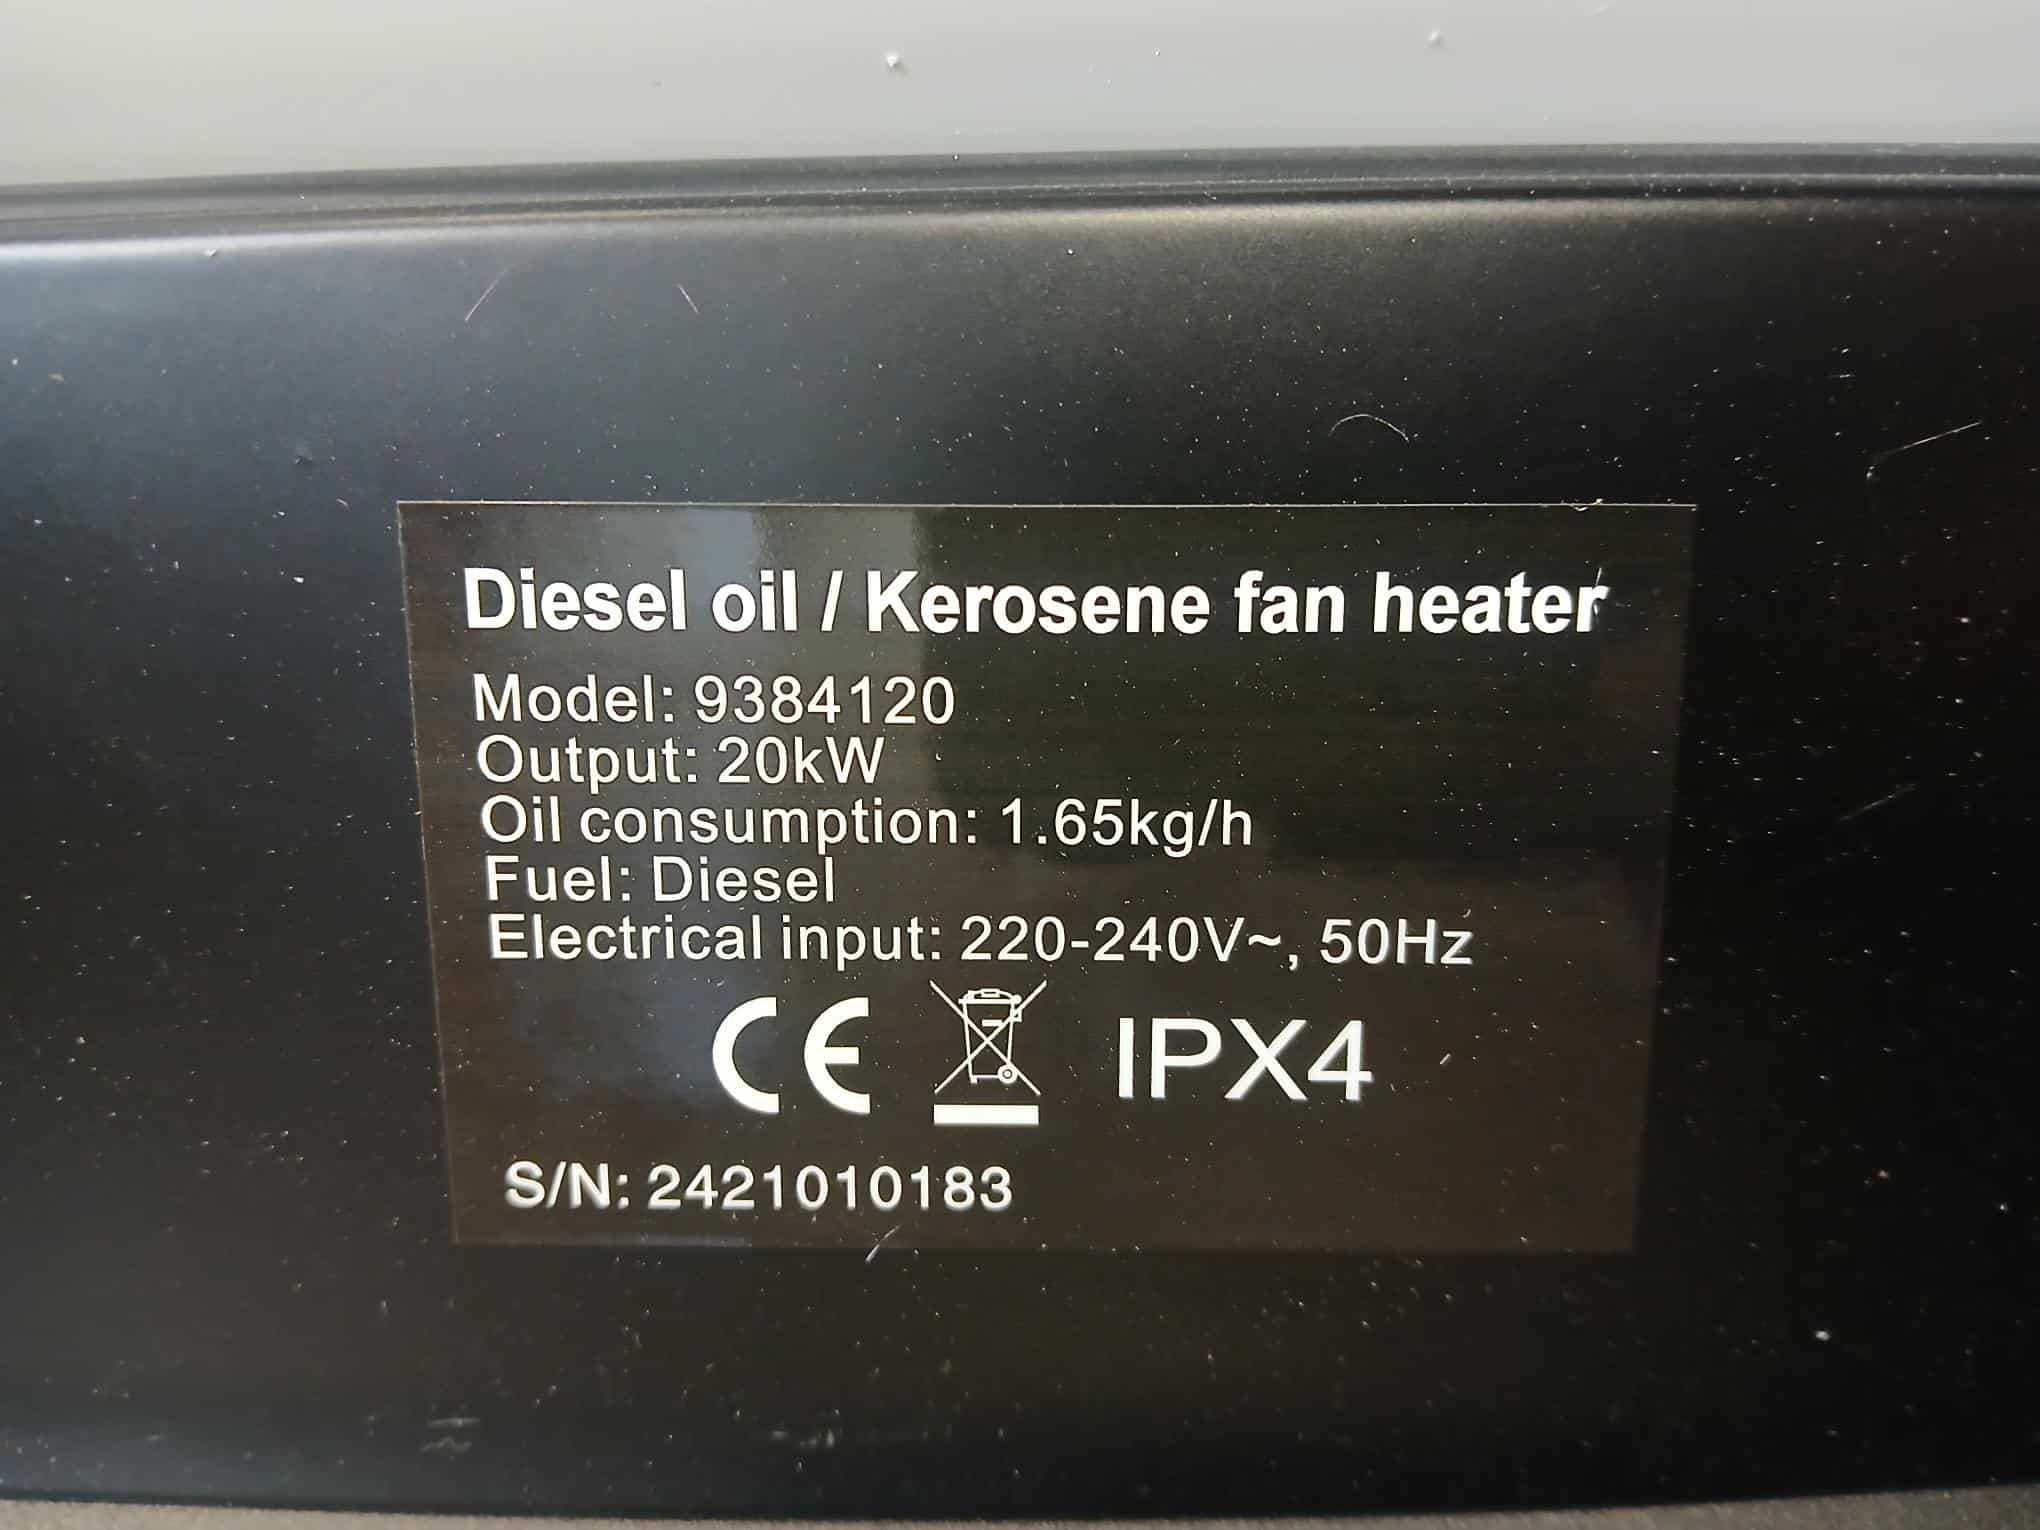 Diesel oil / Kerosene fan heater
Model: 9384120
Output: 20kW
Oil consumption: 1.65kg/h
Fuel: Diesel
Electrical input: 220-240V~, 50Hz
CE IPX4
S/N: 2421010183